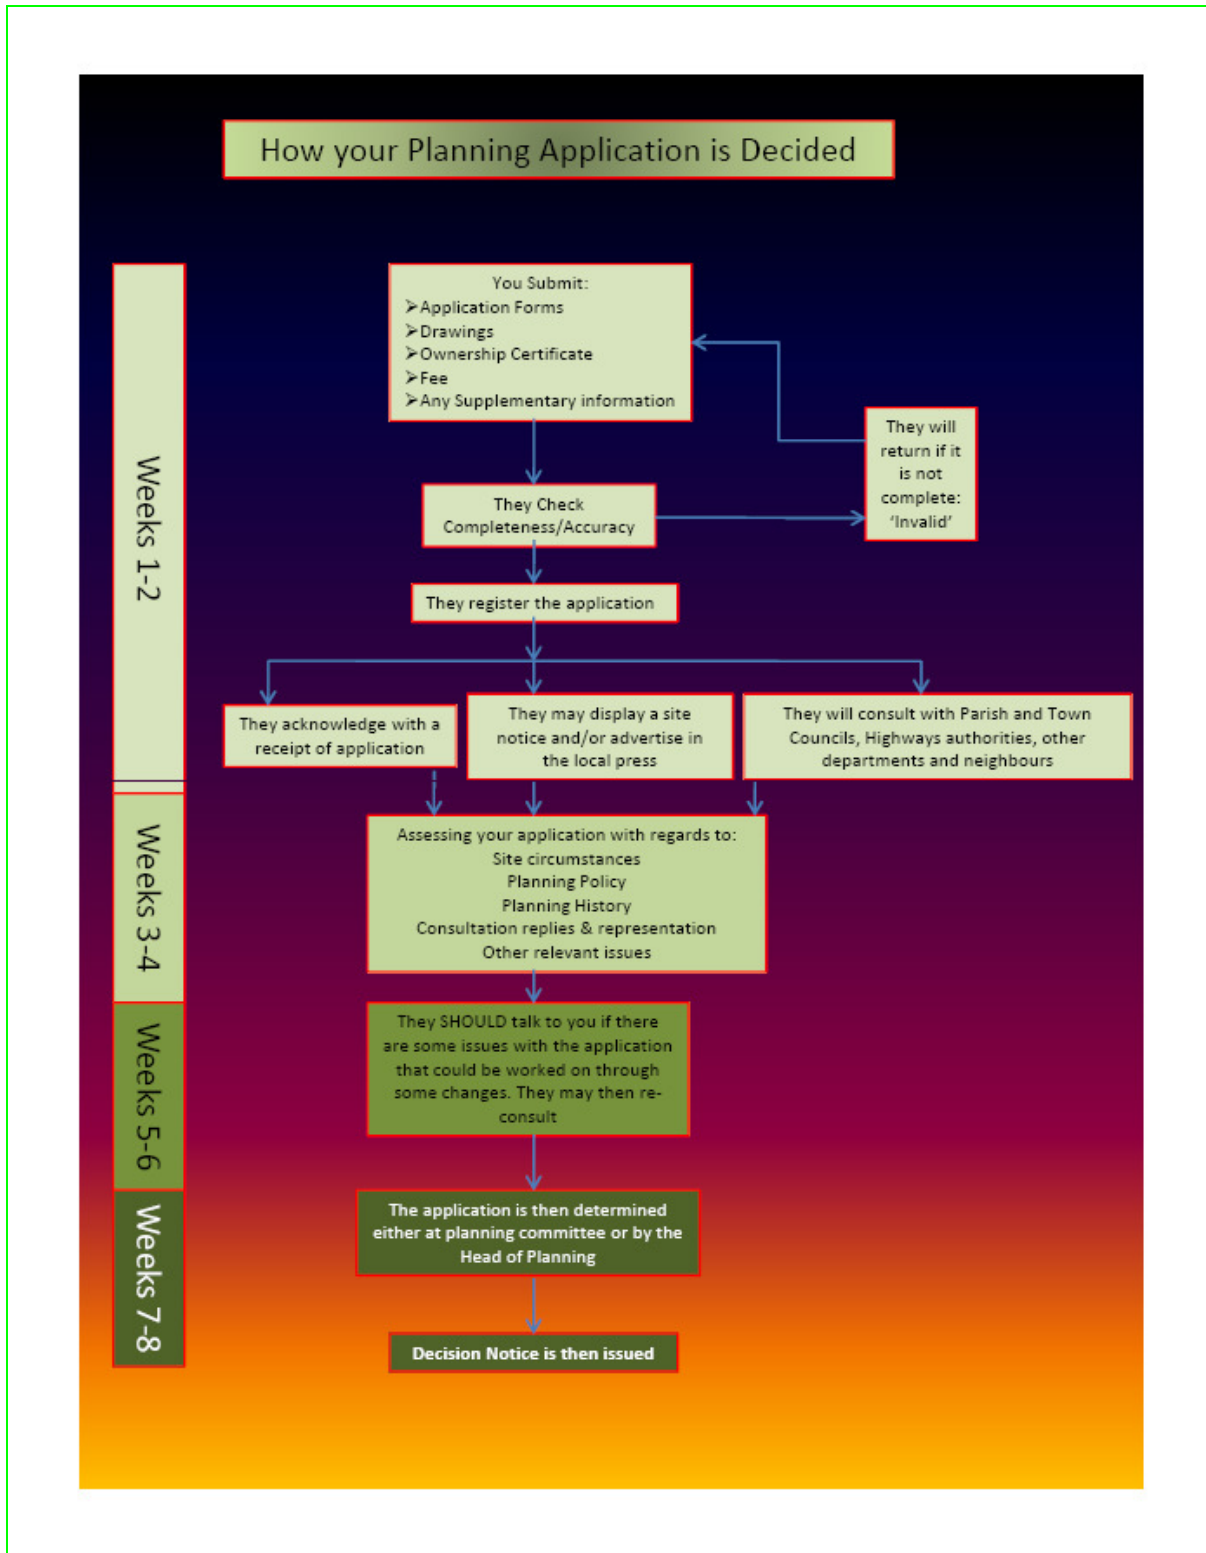 How your Planning Application is Decided
Weeks 1-2
You Submit:
➢Application Forms
➢Drawings
➢Ownership Certificate
➢Fee
➢Any Supplementary information
They will
return if it
is not
complete:
‘Invalid’
They Check
Completeness/Accuracy
They register the application
They acknowledge with a
receipt of application
They may display a site
notice and/or advertise in
the local press
They will consult with Parish and Town
Councils, Highways authorities, other
departments and neighbours
Weeks 3-4
Assessing your application with regards to:
Site circumstances
Planning Policy
Planning History
Consultation replies & representation
Other relevant issues
Weeks 5-6
They SHOULD talk to you if there
are some issues with the application
that could be worked on through
some changes. They may then re-
consult
Weeks 7-8
The application is then determined
either at planning committee or by the
Head of Planning
Decision Notice is then issued